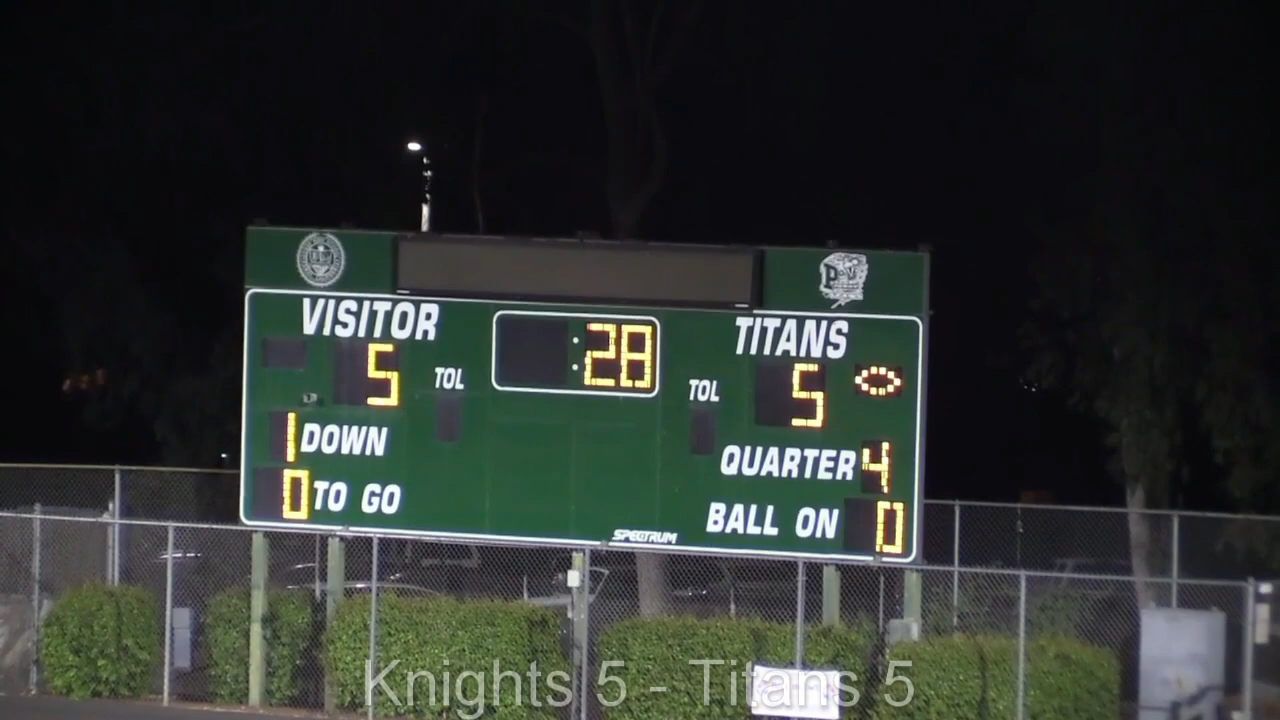 VISITOR
:28
TITANS
5
TOL
TOL
5
1 DOWN
QUARTER 4
0 TO GO
BALL ON 0
SPECTRUM
Knights 5 - Titans 5